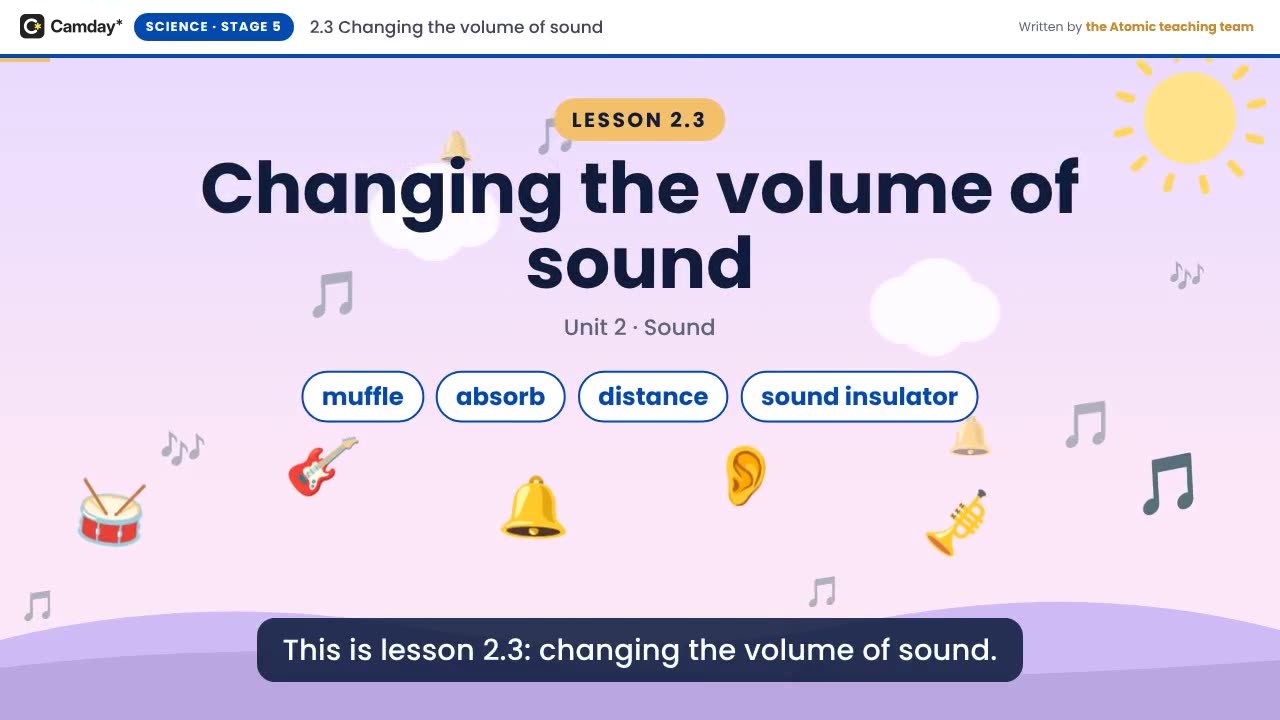 Camday*
SCIENCE · STAGE 5
2.3 Changing the volume of sound
Written by the Atomic teaching team
LESSON 2.3
Changing the volume of
sound
Unit 2 · Sound
muffle
absorb
distance
sound insulator
This is lesson 2.3: changing the volume of sound.